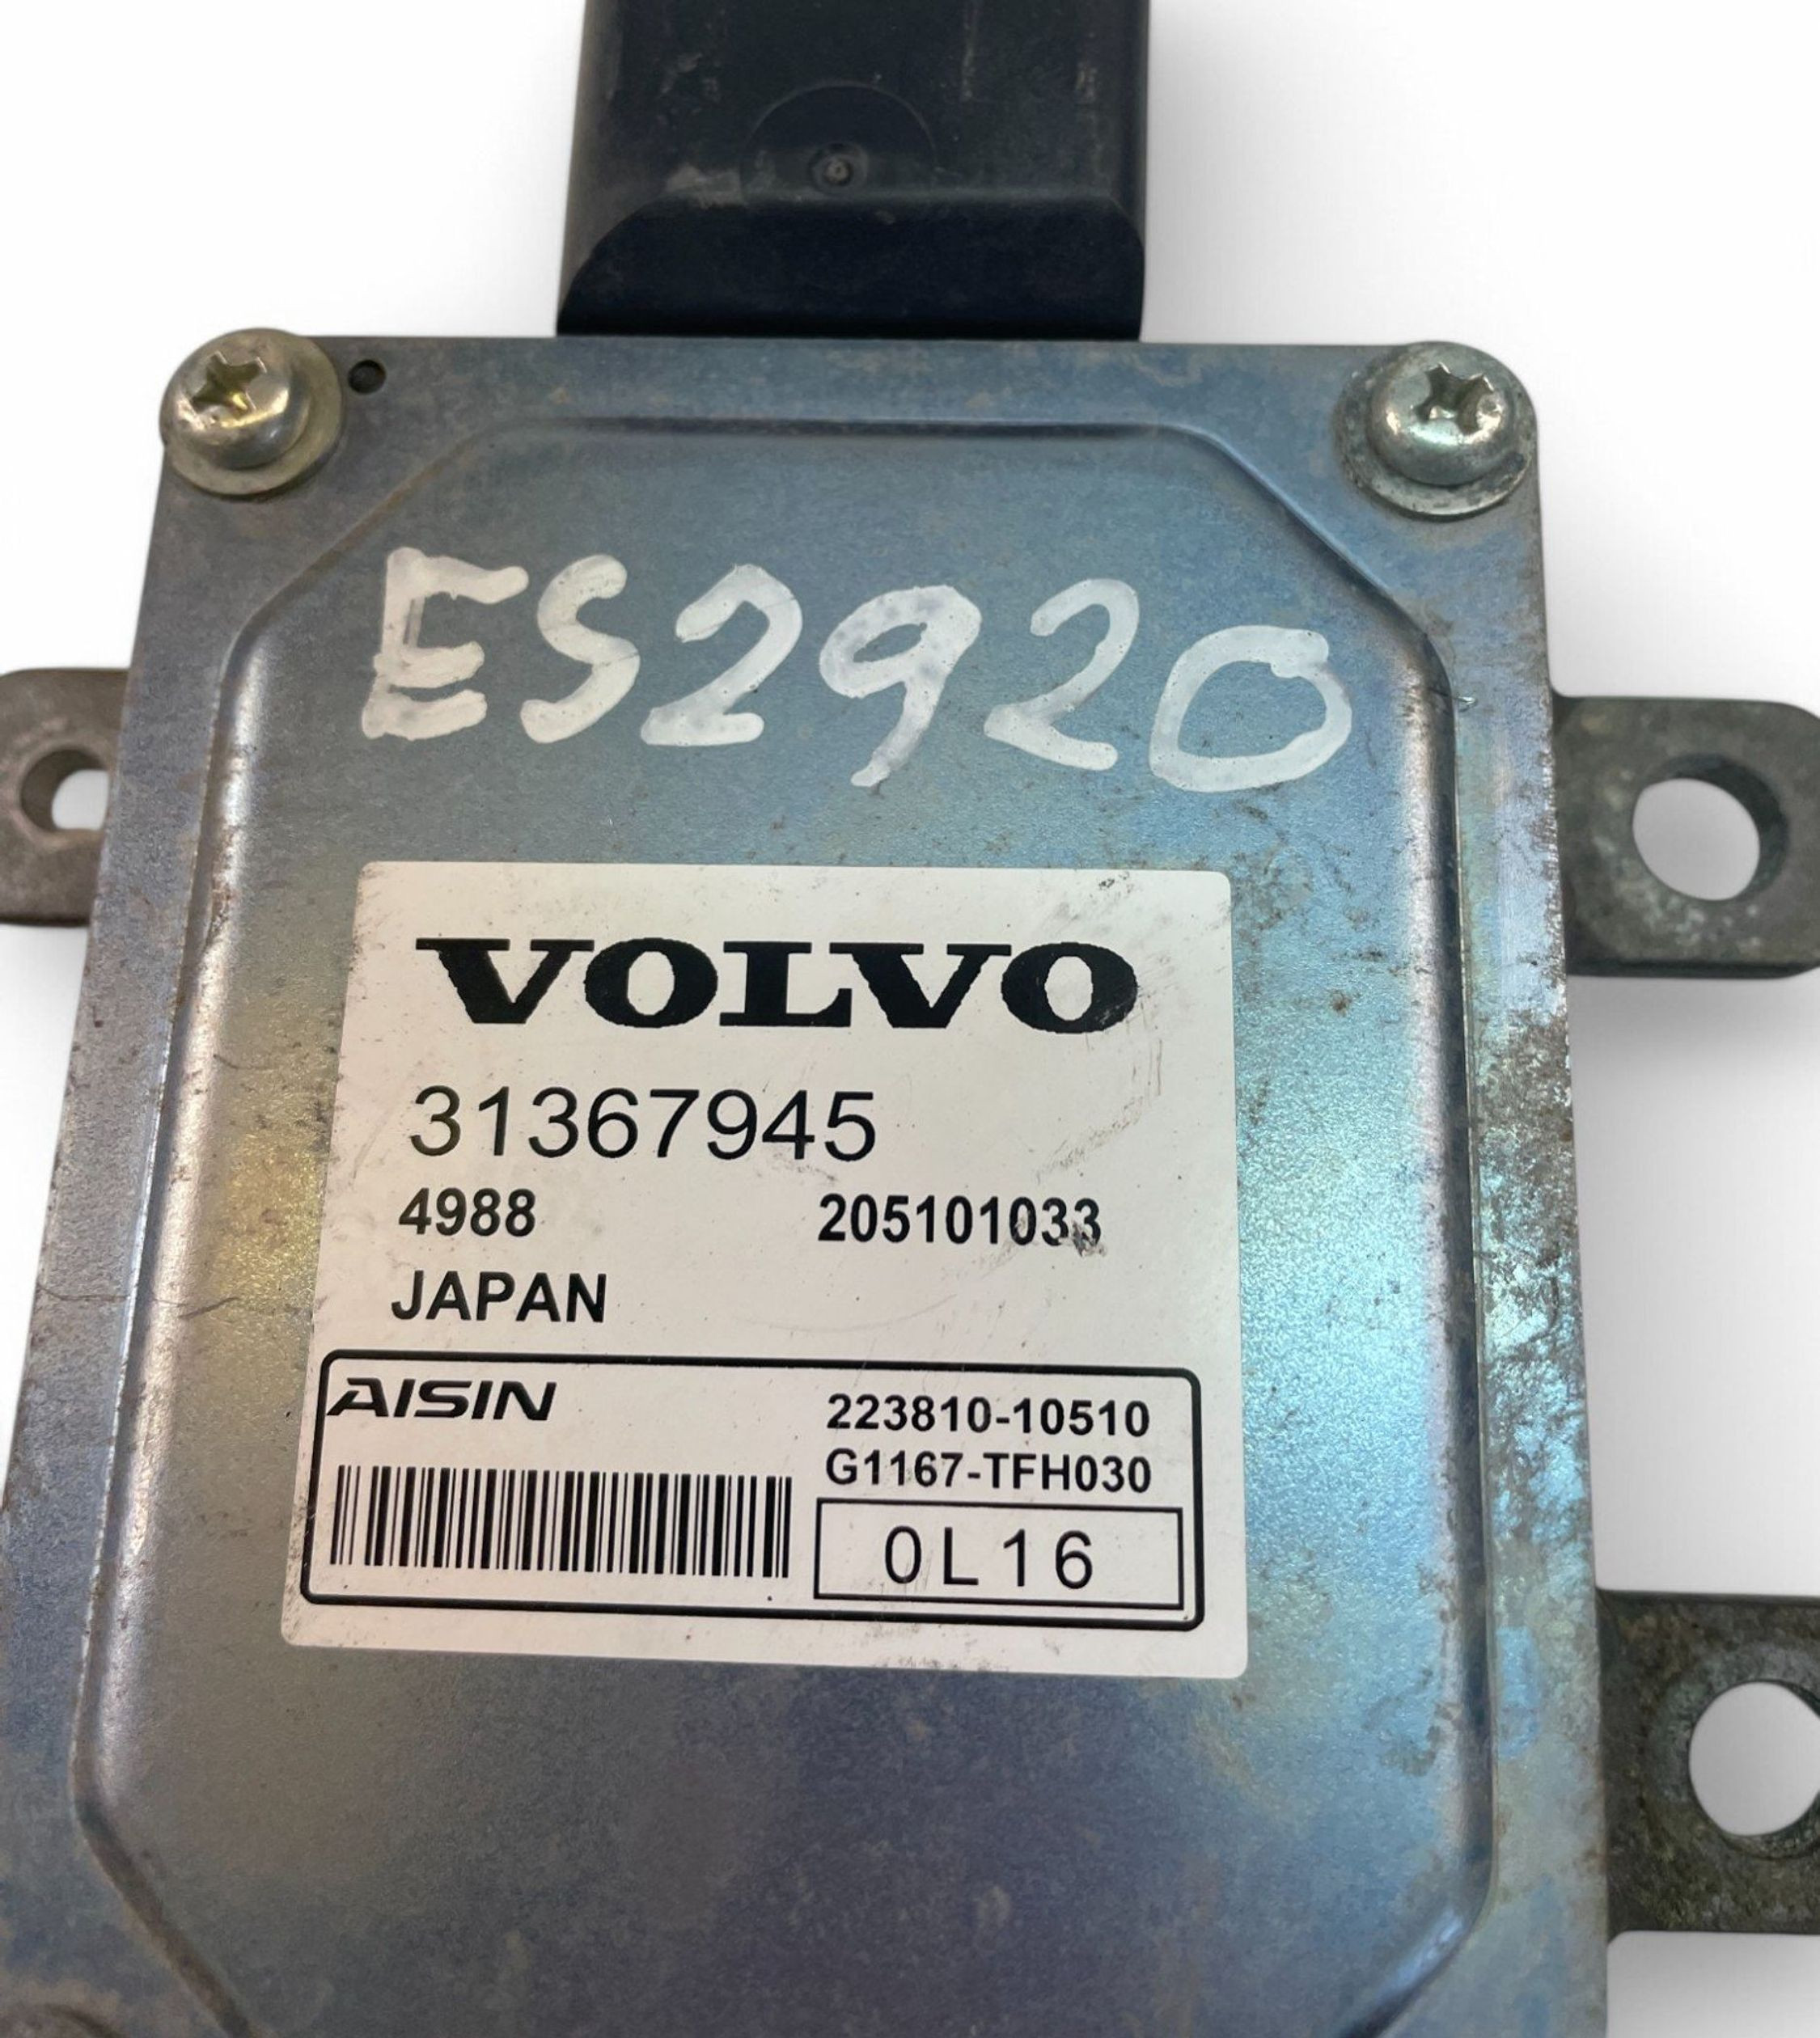 ES2920
VOLVO
31367945
4988 205101033
JAPAN
AISIN 223810-10510
G1167-TFH030
0L16